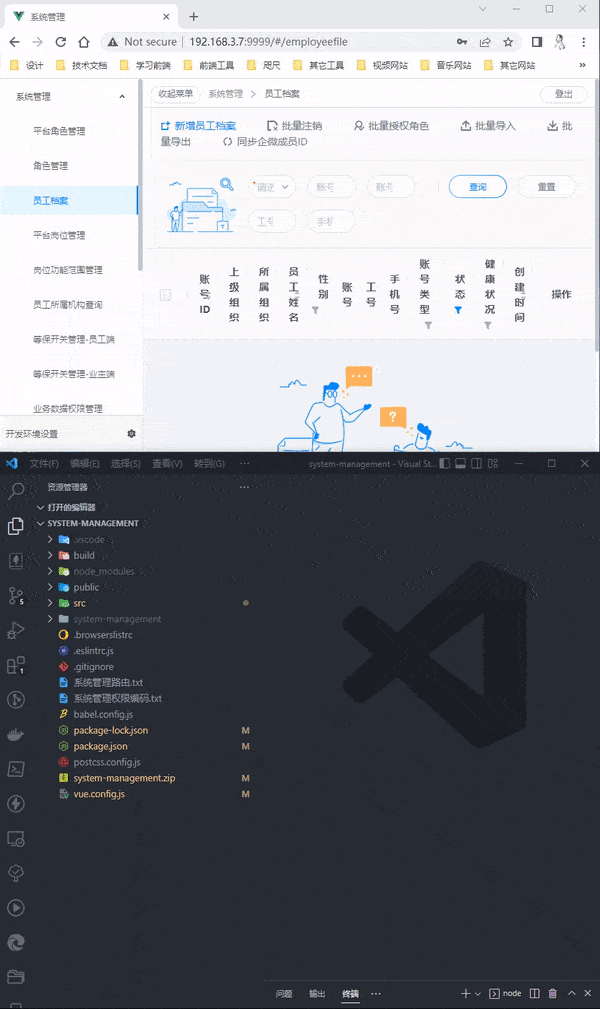 系统管理
Not secure
192.168.3.7:9999/#/employeefile
设计 技术文档 学习前端 前端工具 咫尺 其它工具 视频网站 音乐网站 其它网站 »
系统管理
收起菜单 系统管理 > 员工档案 登出
平台角色管理
角色管理
员工档案
平台岗位管理
岗位功能范围管理
员工所属机构查询
等保开关管理-员工端
等保开关管理-业主端
业务数据权限管理
开发环境设置
新增员工档案 批量注销 批量授权角色 批量导入 批
量导出 同步企微成员ID
*请选 账号 账号 查询 重置
工号 手机
账号ID 上级组织 所属组织 员工姓名 性别 账号 工号 手机号 账号类型 状态 健康状况 创建时间 操作
?
文件(F) 编辑(E) 选择(S) 查看(V) 转到(G) ··· system-management - Visual St...
资源管理器 ···
打开的编辑器
SYSTEM-MANAGEMENT
.vscode
build
node_modules
public
src
system-management
.browserslistrc
.eslintrc.js
.gitignore
系统管理路由.txt
系统管理权限编码.txt
babel.config.js
package-lock.json M
package.json M
postcss.config.js
system-management.zip M
vue.config.js M
5
1
问题 输出 终端 ··· node